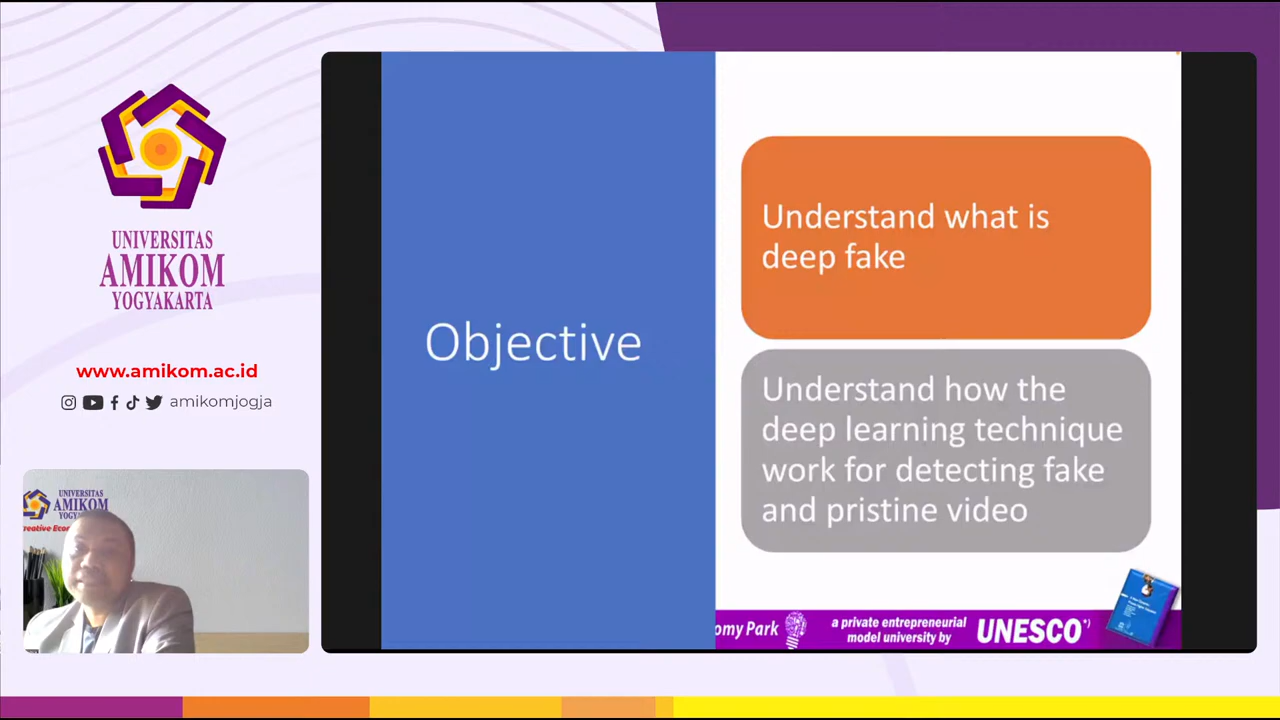 UNIVERSITAS
AMIKOM
YOGYAKARTA
www.amikom.ac.id
amikomjogja
UNIVERSITAS
AMIKOM
Objective
Understand what is
deep fake
Understand how the
deep learning technique
work for detecting fake
and pristine video
omy Park
a private entrepreneurial
model university by
UNESCO*)